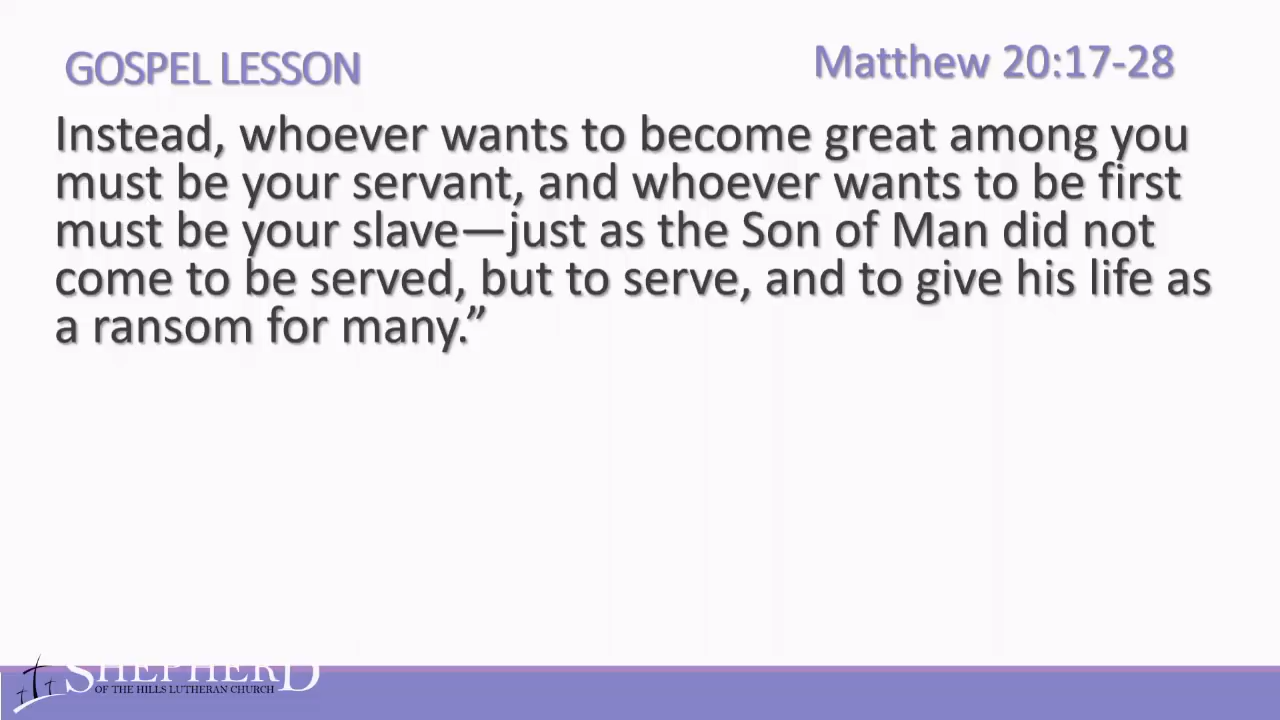 GOSPEL LESSON
Matthew 20:17-28
Instead, whoever wants to become great among you
must be your servant, and whoever wants to be first
must be your slave—just as the Son of Man did not
come to be served, but to serve, and to give his life as
a ransom for many.”
SHEPHERD
OF THE HILLS LUTHERAN CHURCH